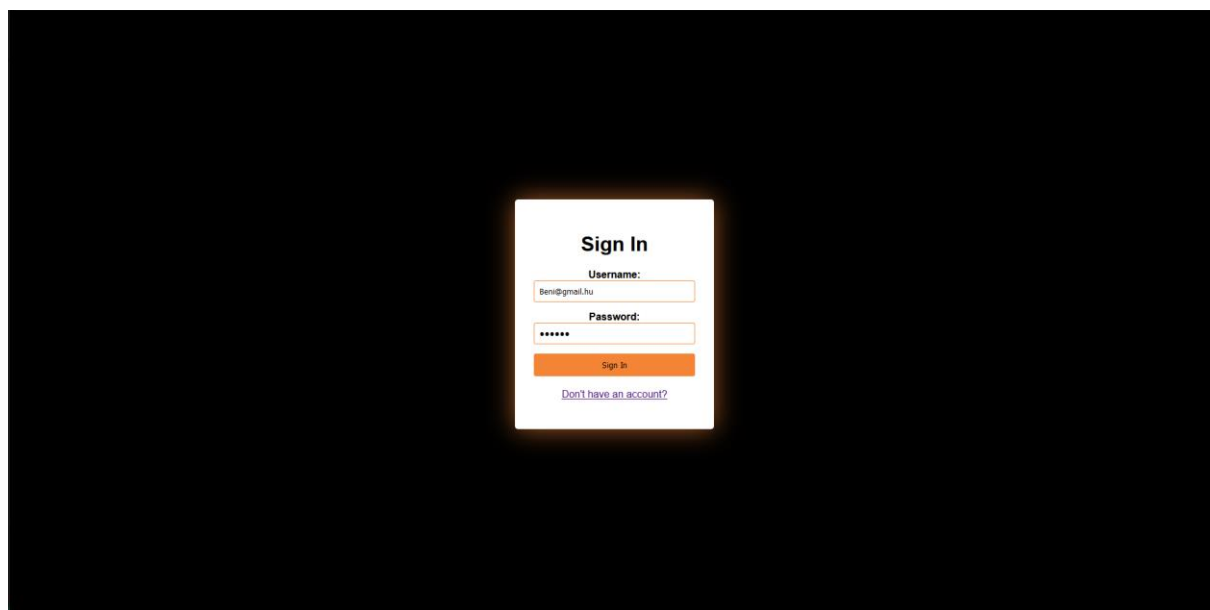 Sign In
Username:
Beni@gmail.hu
Password:
••••••
Sign In
Don't have an account?